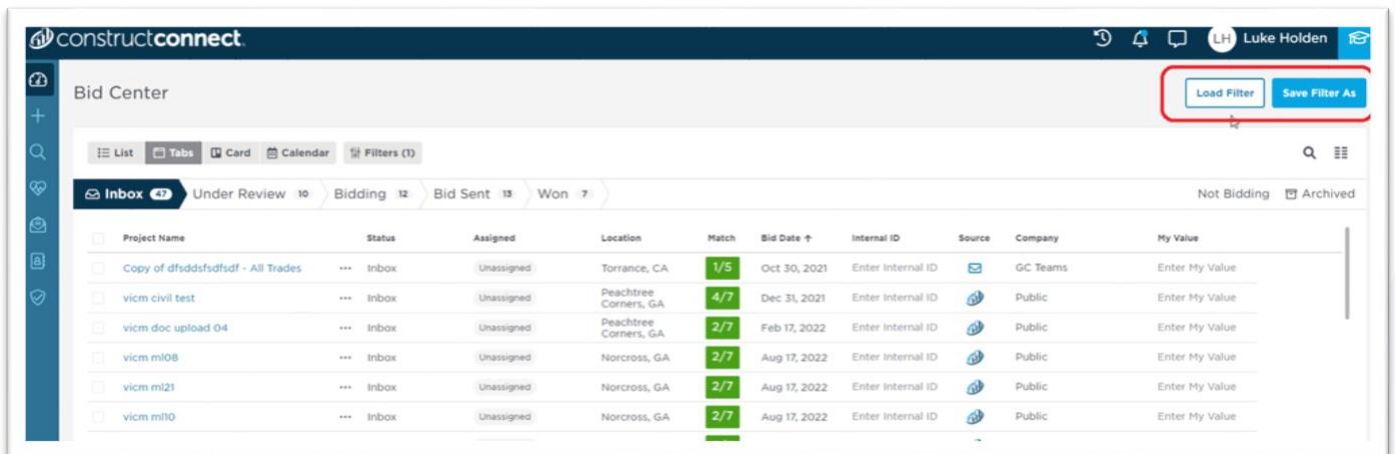 constructconnect.
LH Luke Holden
Bid Center
Load Filter Save Filter As
List Tabs Card Calendar Filters (1)
Inbox 47 Under Review 10 Bidding 12 Bid Sent 13 Won 7 Not Bidding Archived
Project Name Status Assigned Location Match Bid Date ↑ Internal ID Source Company My Value
Copy of dfsddsfsdfsdf - All Trades ... Inbox Unassigned Torrance, CA 1/5 Oct 30, 2021 Enter Internal ID GC Teams Enter My Value
vicm civil test ... Inbox Unassigned Peachtree Corners, GA 4/7 Dec 31, 2021 Enter Internal ID Public Enter My Value
vicm doc upload 04 ... Inbox Unassigned Peachtree Corners, GA 2/7 Feb 17, 2022 Enter Internal ID Public Enter My Value
vicm ml08 ... Inbox Unassigned Norcross, GA 2/7 Aug 17, 2022 Enter Internal ID Public Enter My Value
vicm ml21 ... Inbox Unassigned Norcross, GA 2/7 Aug 17, 2022 Enter Internal ID Public Enter My Value
vicm ml10 ... Inbox Unassigned Norcross, GA 2/7 Aug 17, 2022 Enter Internal ID Public Enter My Value